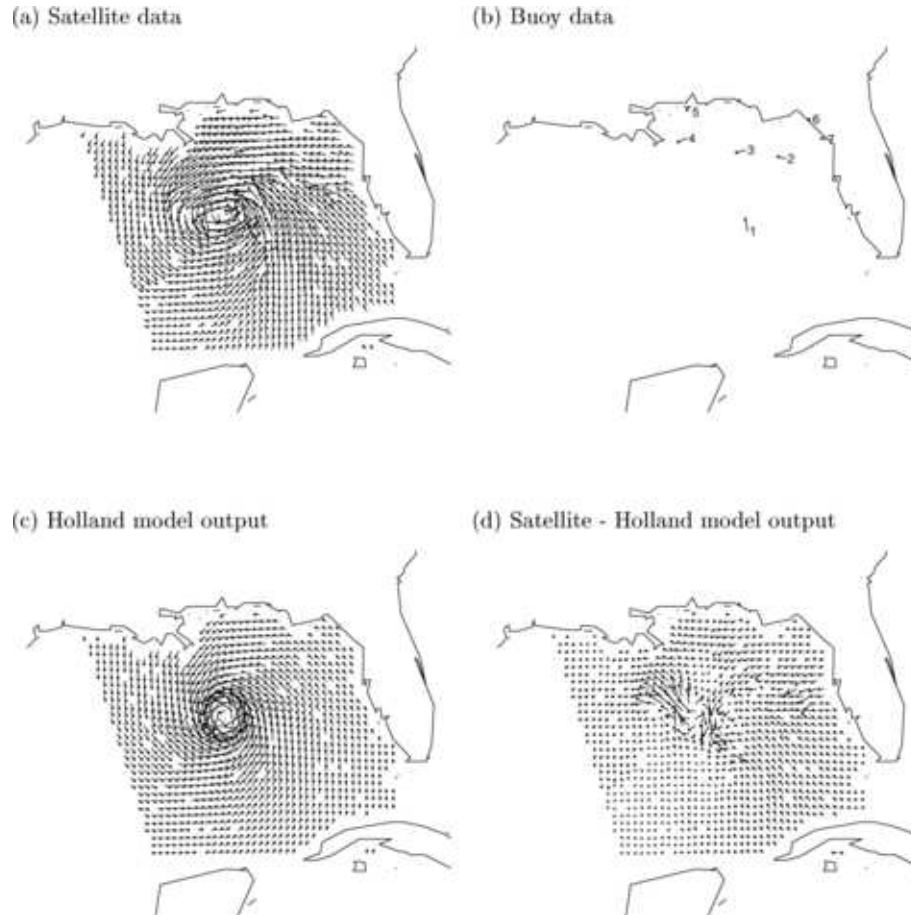 (a) Satellite data
(b) Buoy data
5
6
4
7
3
2
1
(c) Holland model output
(d) Satellite - Holland model output